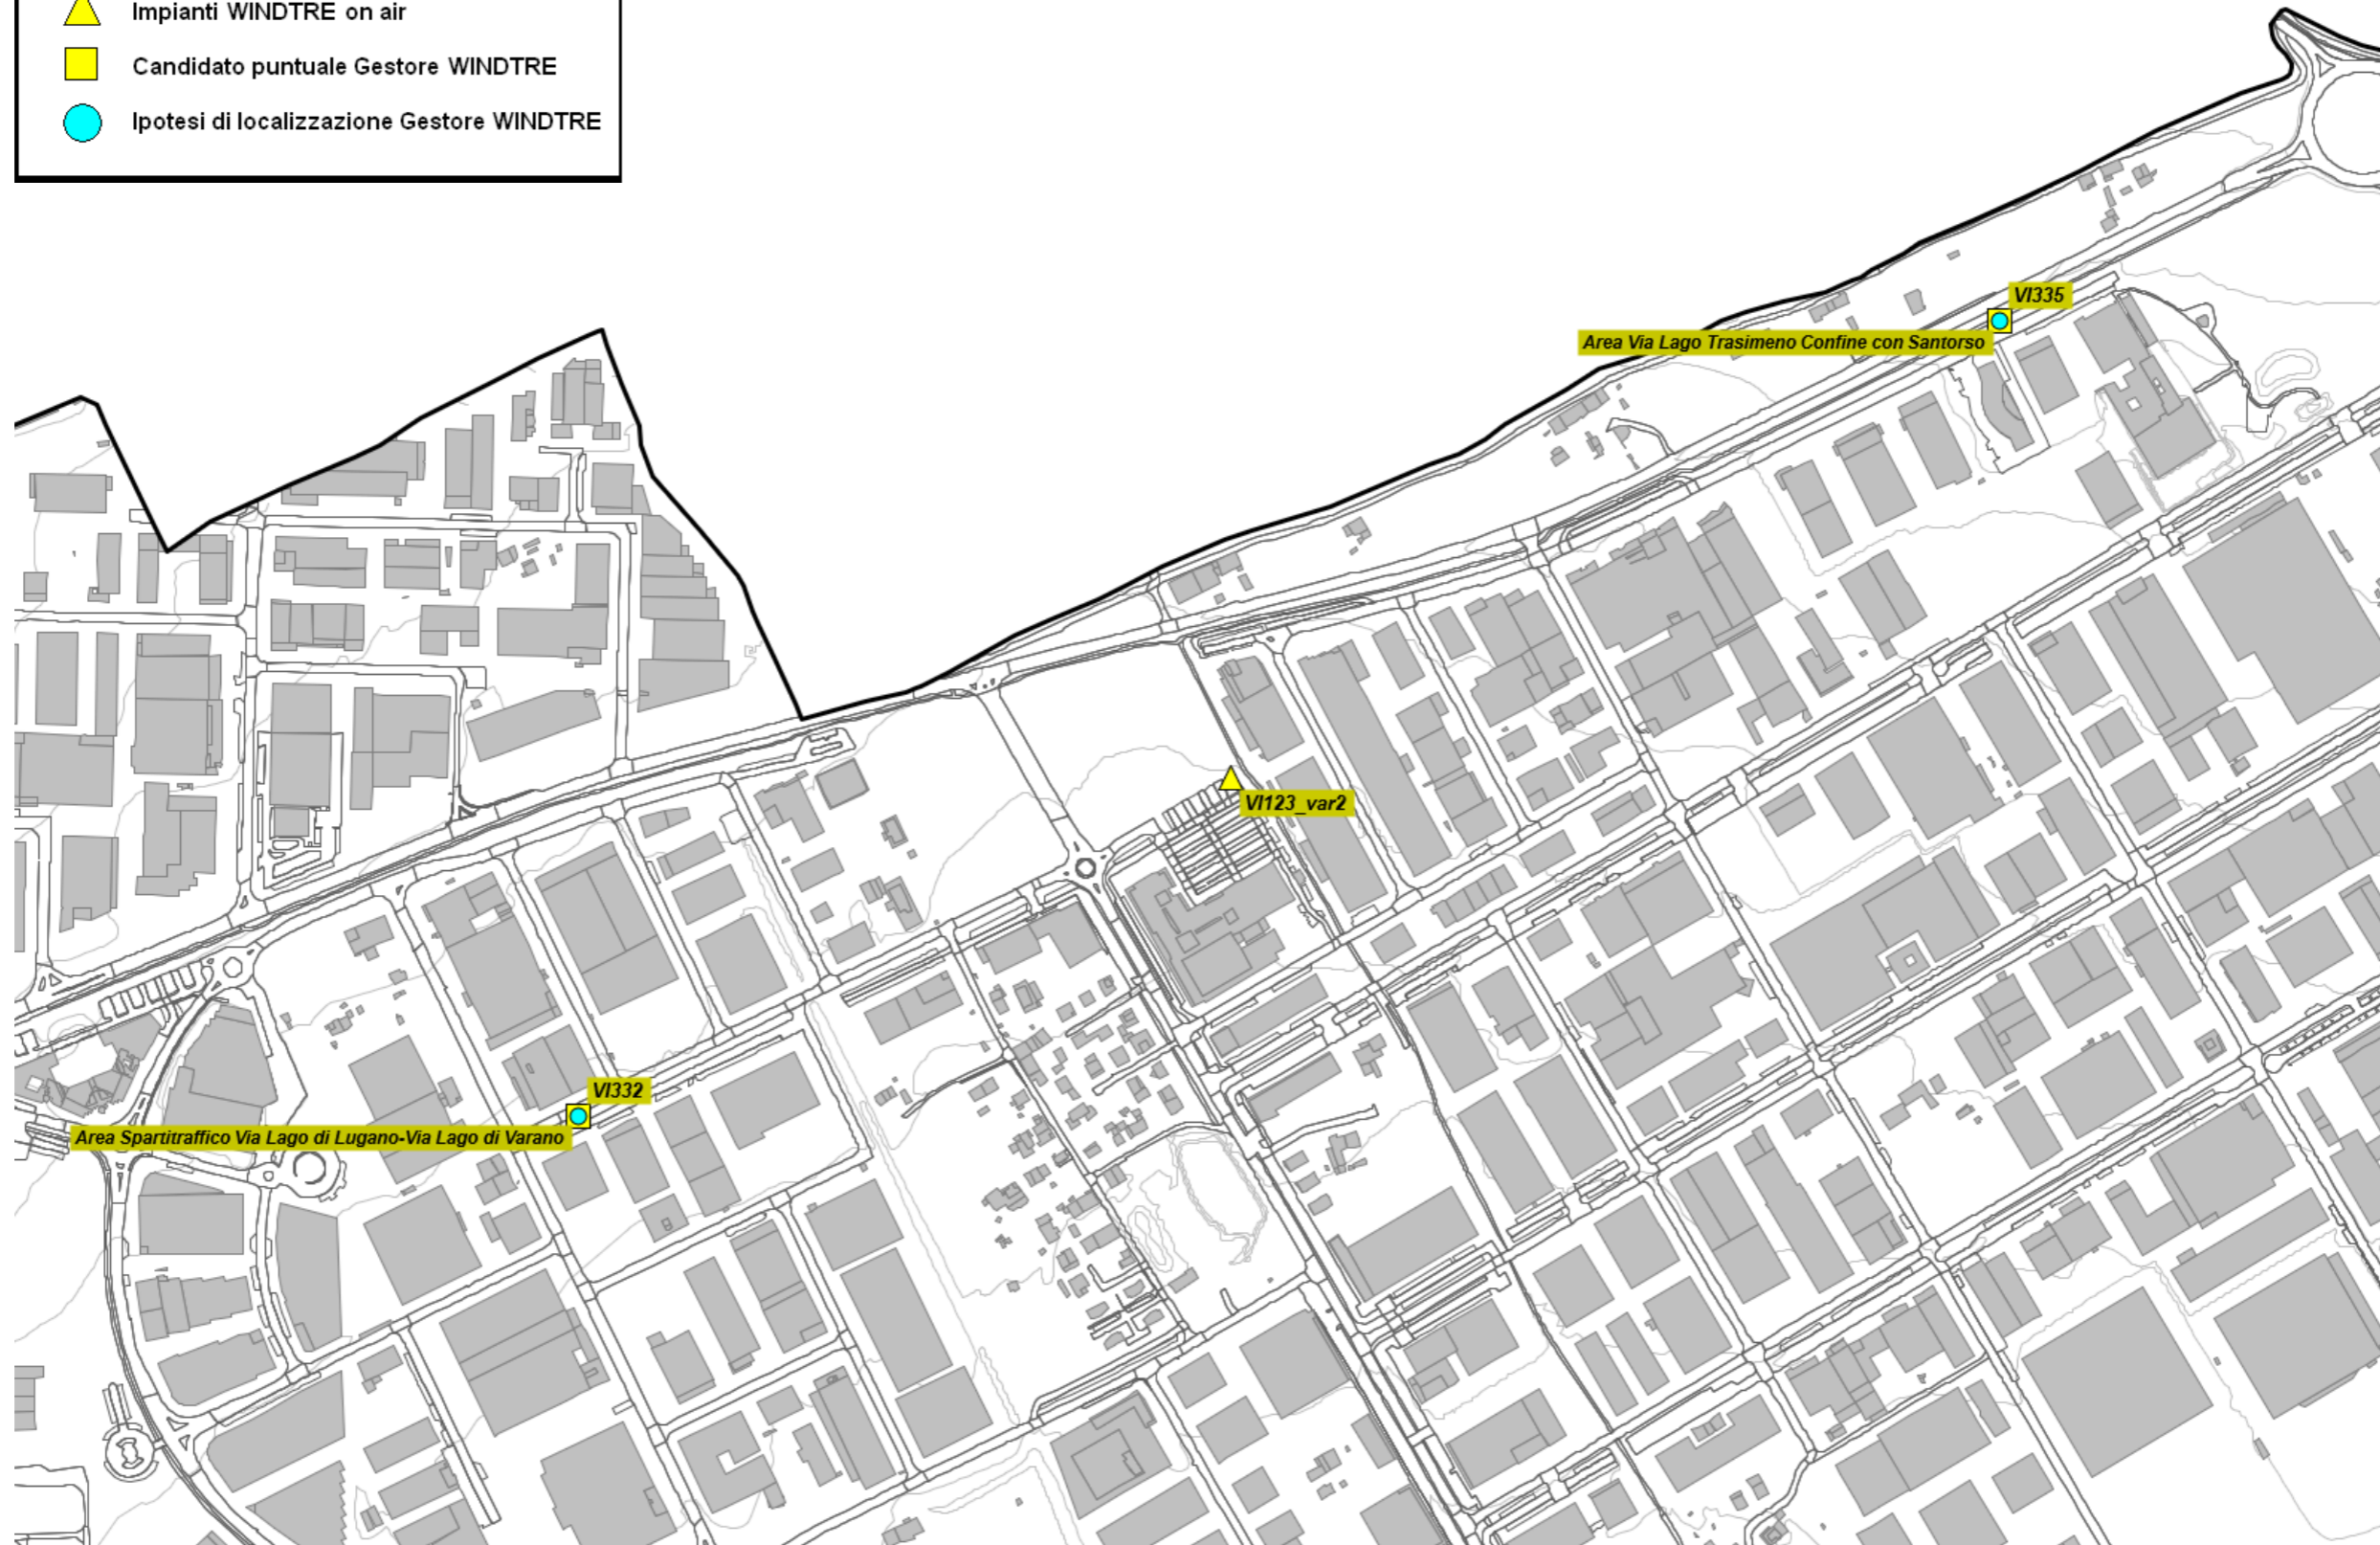 Impianti WINDTRE on air
Candidato puntuale Gestore WINDTRE
Ipotesi di localizzazione Gestore WINDTRE
VI335
Area Via Lago Trasimeno Confine con Santorso
VI123_var2
VI332
Area Spartitraffico Via Lago di Lugano-Via Lago di Varano